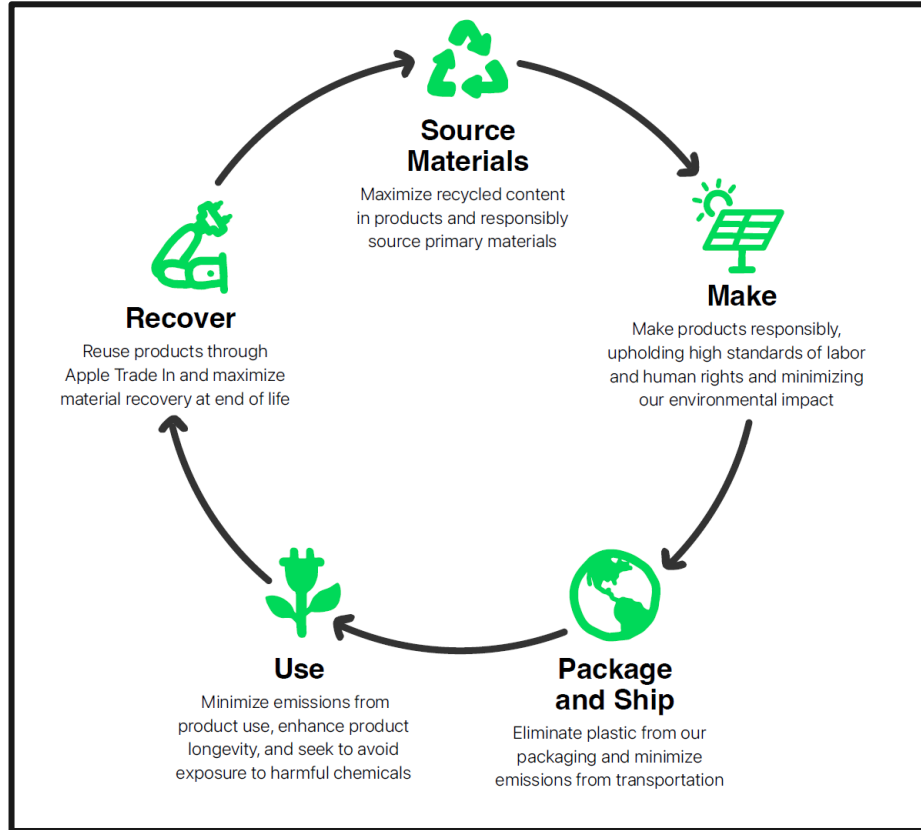 Source
Materials
Maximize recycled content
in products and responsibly
source primary materials
Make
Make products responsibly,
upholding high standards of labor
and human rights and minimizing
our environmental impact
Package
and Ship
Eliminate plastic from our
packaging and minimize
emissions from transportation
Use
Minimize emissions from
product use, enhance product
longevity, and seek to avoid
exposure to harmful chemicals
Recover
Reuse products through
Apple Trade In and maximize
material recovery at end of life